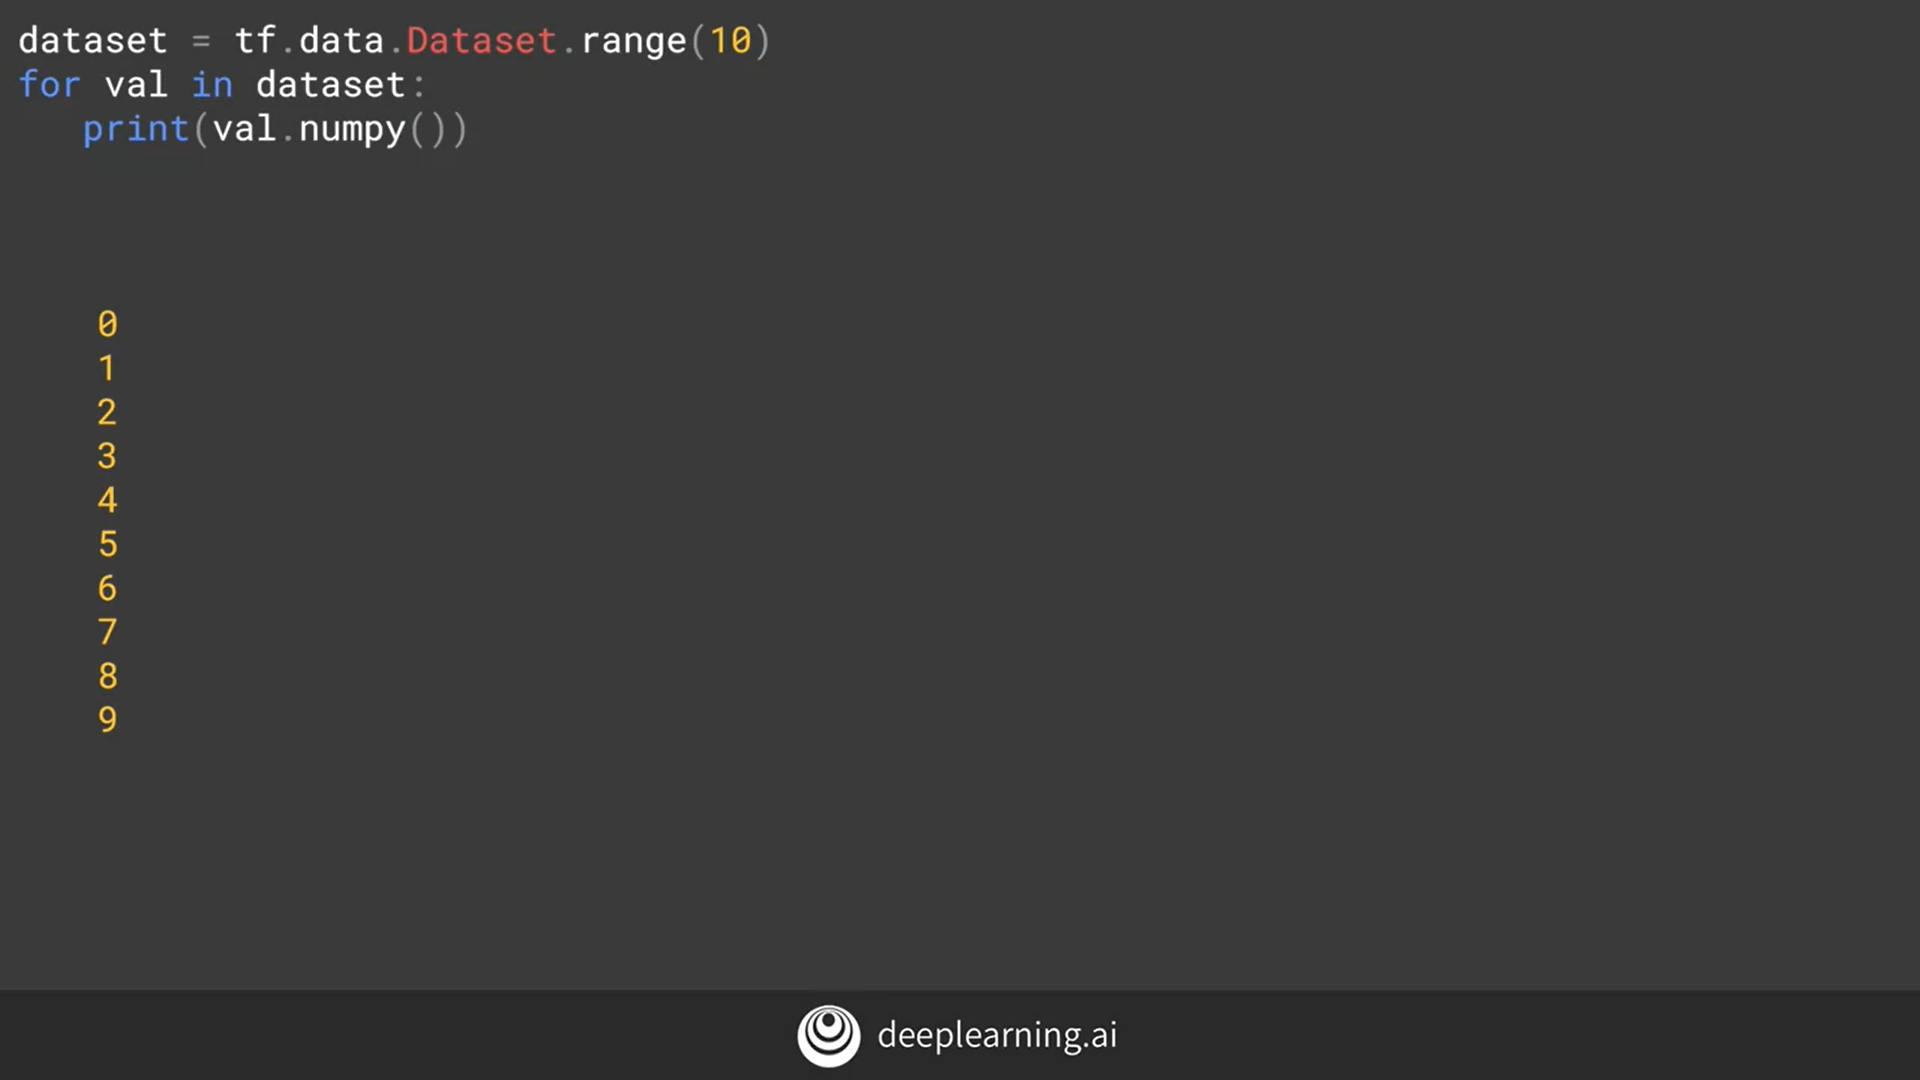 dataset = tf.data.Dataset.range(10)
for val in dataset:
   print(val.numpy())
0
1
2
3
4
5
6
7
8
9
deeplearning.ai